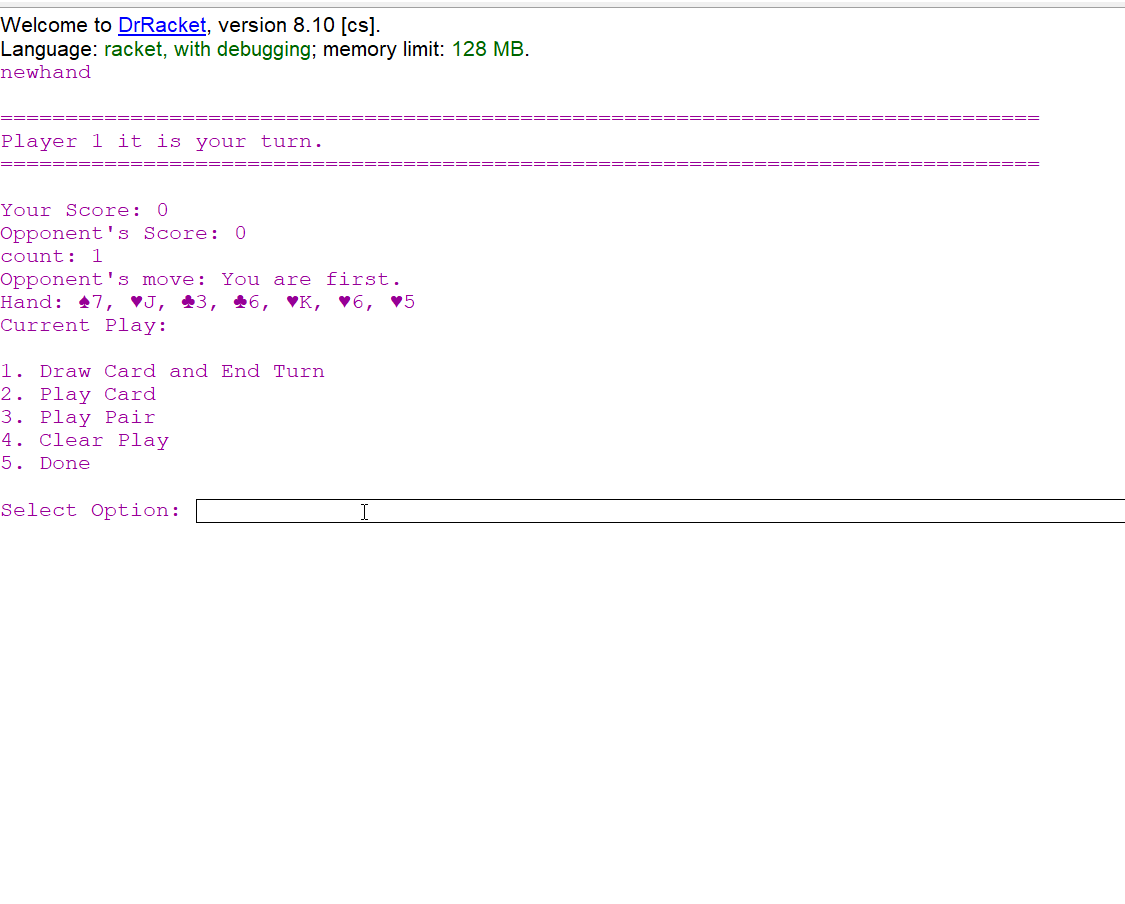 Welcome to DrRacket, version 8.10 [cs].
Language: racket, with debugging; memory limit: 128 MB.
newhand
================================================================================
Player 1 it is your turn.
================================================================================
Your Score: 0
Opponent's Score: 0
count: 1
Opponent's move: You are first.
Hand: ♠7, ♥J, ♣3, ♣6, ♥K, ♥6, ♥5
Current Play:
1. Draw Card and End Turn
2. Play Card
3. Play Pair
4. Clear Play
5. Done
Select Option: